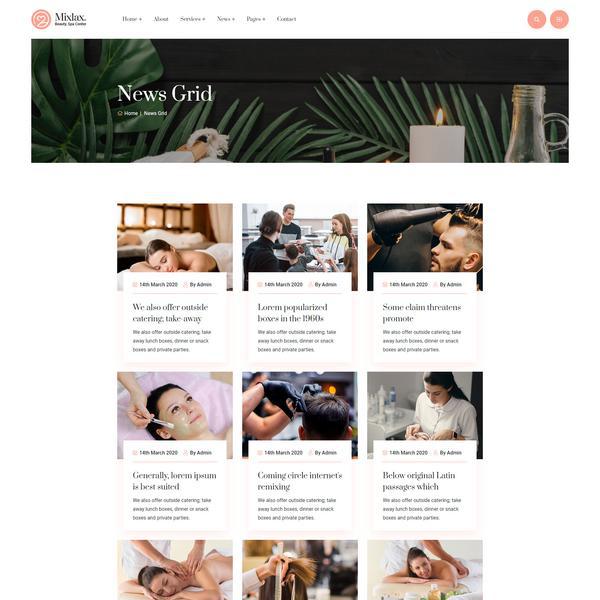 Mixlax.
Beauty, Spa Center
Home +
About
Services +
News +
Pages +
Contact
News Grid
Home | News Grid
14th March 2020 By Admin
We also offer outside
catering, take-away
We also offer outside catering; take
away lunch boxes, dinner or snack
boxes and private parties.
14th March 2020 By Admin
Lorem popularized
boxes in the 1960s
We also offer outside catering; take
away lunch boxes, dinner or snack
boxes and private parties.
14th March 2020 By Admin
Some claim threatens
promote
We also offer outside catering; take
away lunch boxes, dinner or snack
boxes and private parties.
14th March 2020 By Admin
Generally, lorem ipsum
is best suited
We also offer outside catering; take
away lunch boxes, dinner or snack
boxes and private parties.
14th March 2020 By Admin
Coming circle internet's
remixing
We also offer outside catering; take
away lunch boxes, dinner or snack
boxes and private parties.
14th March 2020 By Admin
Below original Latin
passages which
We also offer outside catering; take
away lunch boxes, dinner or snack
boxes and private parties.